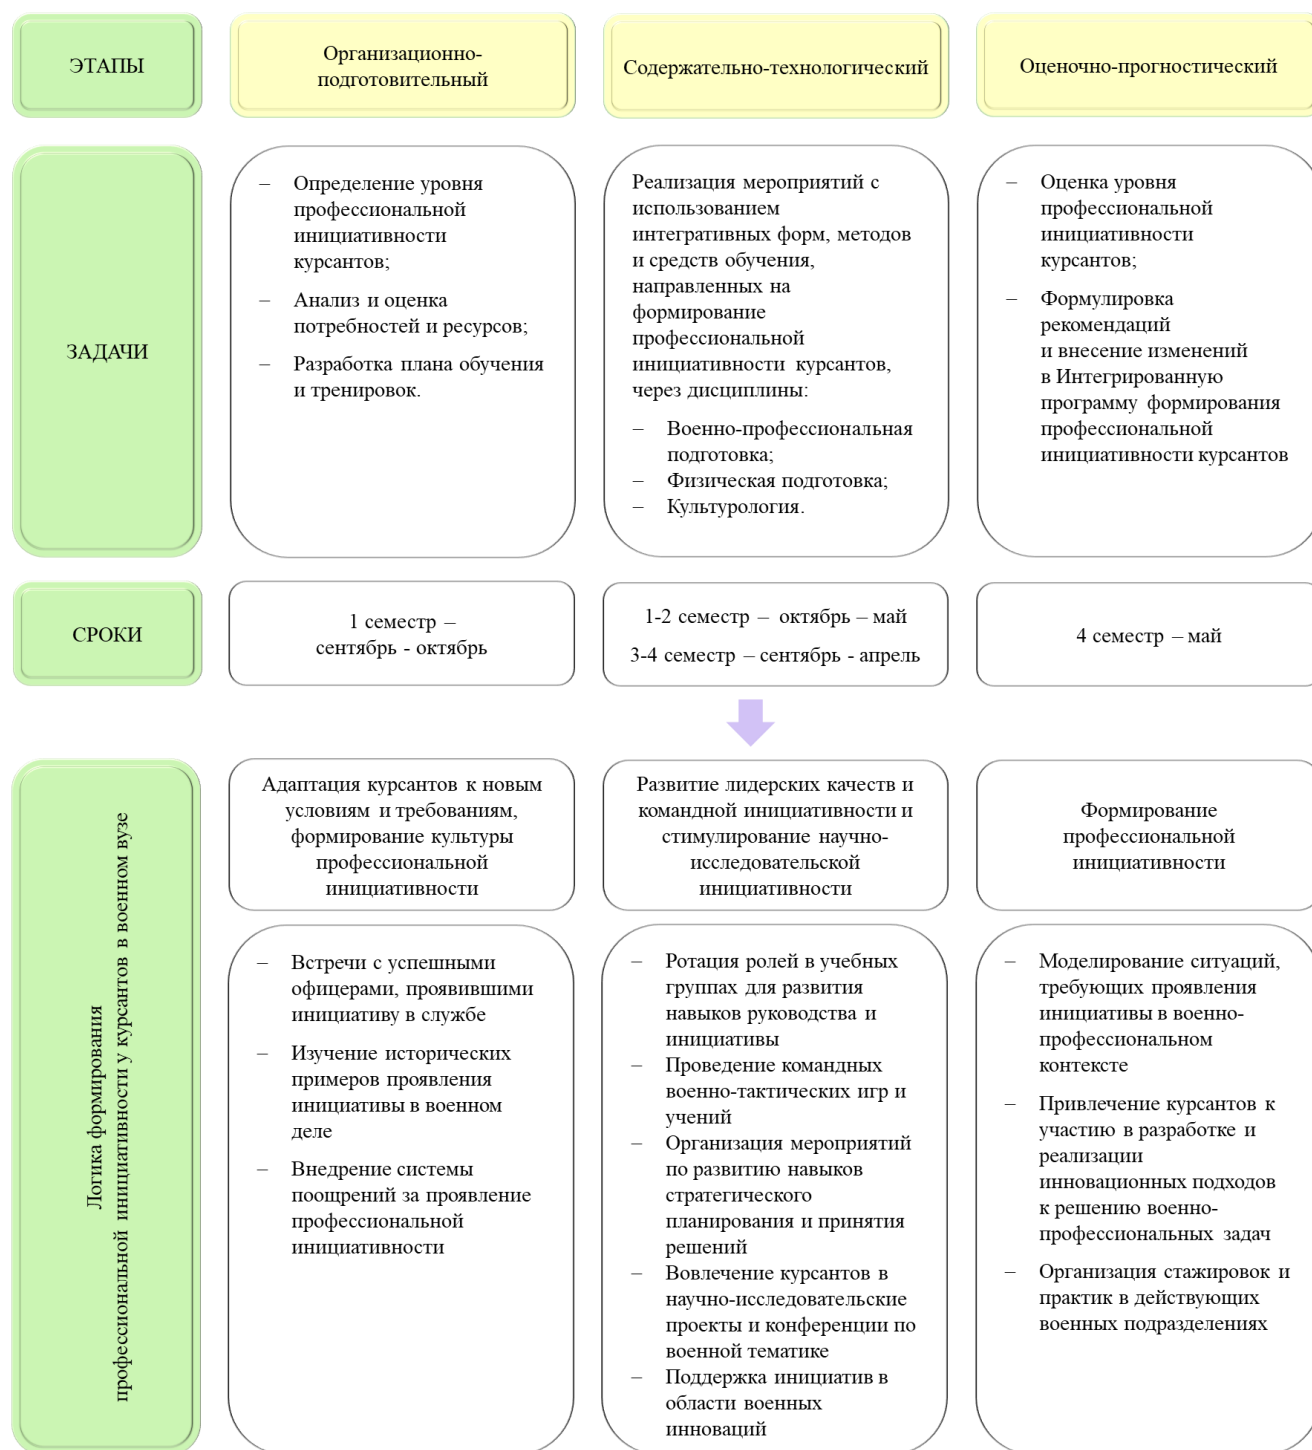 ЭТАПЫ
Организационно-
подготовительный
Содержательно-технологический
Оценочно-прогностический
ЗАДАЧИ
– Определение уровня
профессиональной
инициативности
курсантов;
– Анализ и оценка
потребностей и ресурсов;
– Разработка плана обучения
и тренировок.
Реализация мероприятий с
использованием
интегративных форм, методов
и средств обучения,
направленных на
формирование
профессиональной
инициативности курсантов,
через дисциплины:
– Военно-профессиональная
подготовка;
– Физическая подготовка;
– Культурология.
– Оценка уровня
профессиональной
инициативности
курсантов;
– Формулировка
рекомендаций
и внесение изменений
в Интегрированную
программу формирования
профессиональной
инициативности курсантов
СРОКИ
1 семестр –
сентябрь - октябрь
1-2 семестр – октябрь – май
3-4 семестр – сентябрь - апрель
4 семестр – май
Логика формирования
профессиональной инициативности у курсантов в военном вузе
Адаптация курсантов к новым
условиям и требованиям,
формирование культуры
профессиональной
инициативности
Развитие лидерских качеств и
командной инициативности и
стимулирование научно-
исследовательской
инициативности
Формирование
профессиональной
инициативности
– Встречи с успешными
офицерами, проявившими
инициативу в службе
– Изучение исторических
примеров проявления
инициативы в военном
деле
– Внедрение системы
поощрений за проявление
профессиональной
инициативности
– Ротация ролей в учебных
группах для развития
навыков руководства и
инициативы
– Проведение командных
военно-тактических игр и
учений
– Организация мероприятий
по развитию навыков
стратегического
планирования и принятия
решений
– Вовлечение курсантов в
научно-исследовательские
проекты и конференции по
военной тематике
– Поддержка инициатив в
области военных
инноваций
– Моделирование ситуаций,
требующих проявления
инициативы в военно-
профессиональном
контексте
– Привлечение курсантов к
участию в разработке и
реализации
инновационных подходов
к решению военно-
профессиональных задач
– Организация стажировок и
практик в действующих
военных подразделениях